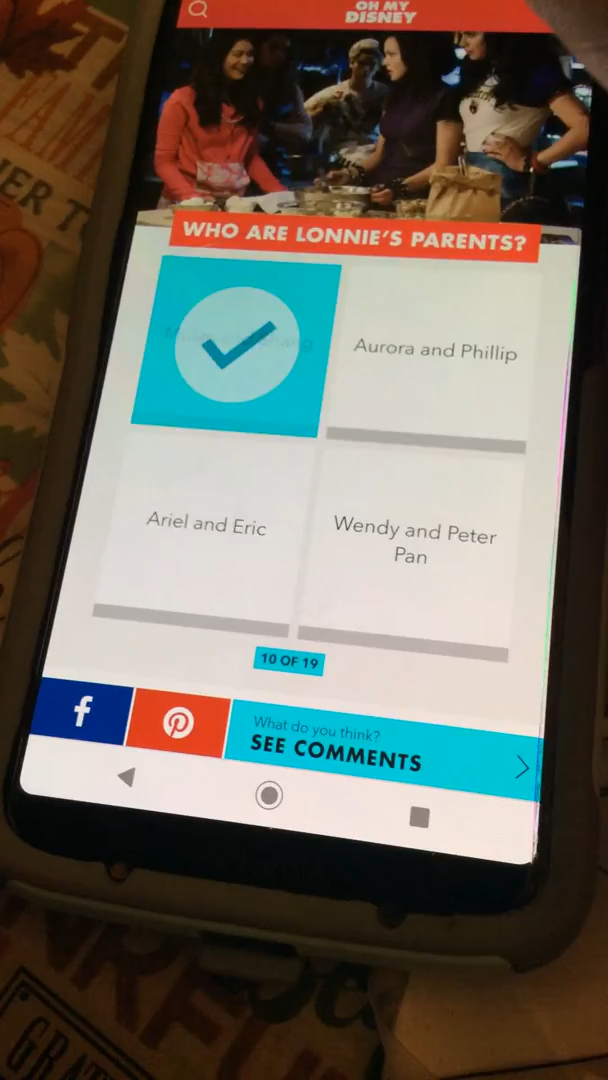 OH MY
DISNEY
WHO ARE LONNIE'S PARENTS?
Aurora and Phillip
Ariel and Eric
Wendy and Peter
Pan
10 OF 19
f
What do you think?
SEE COMMENTS